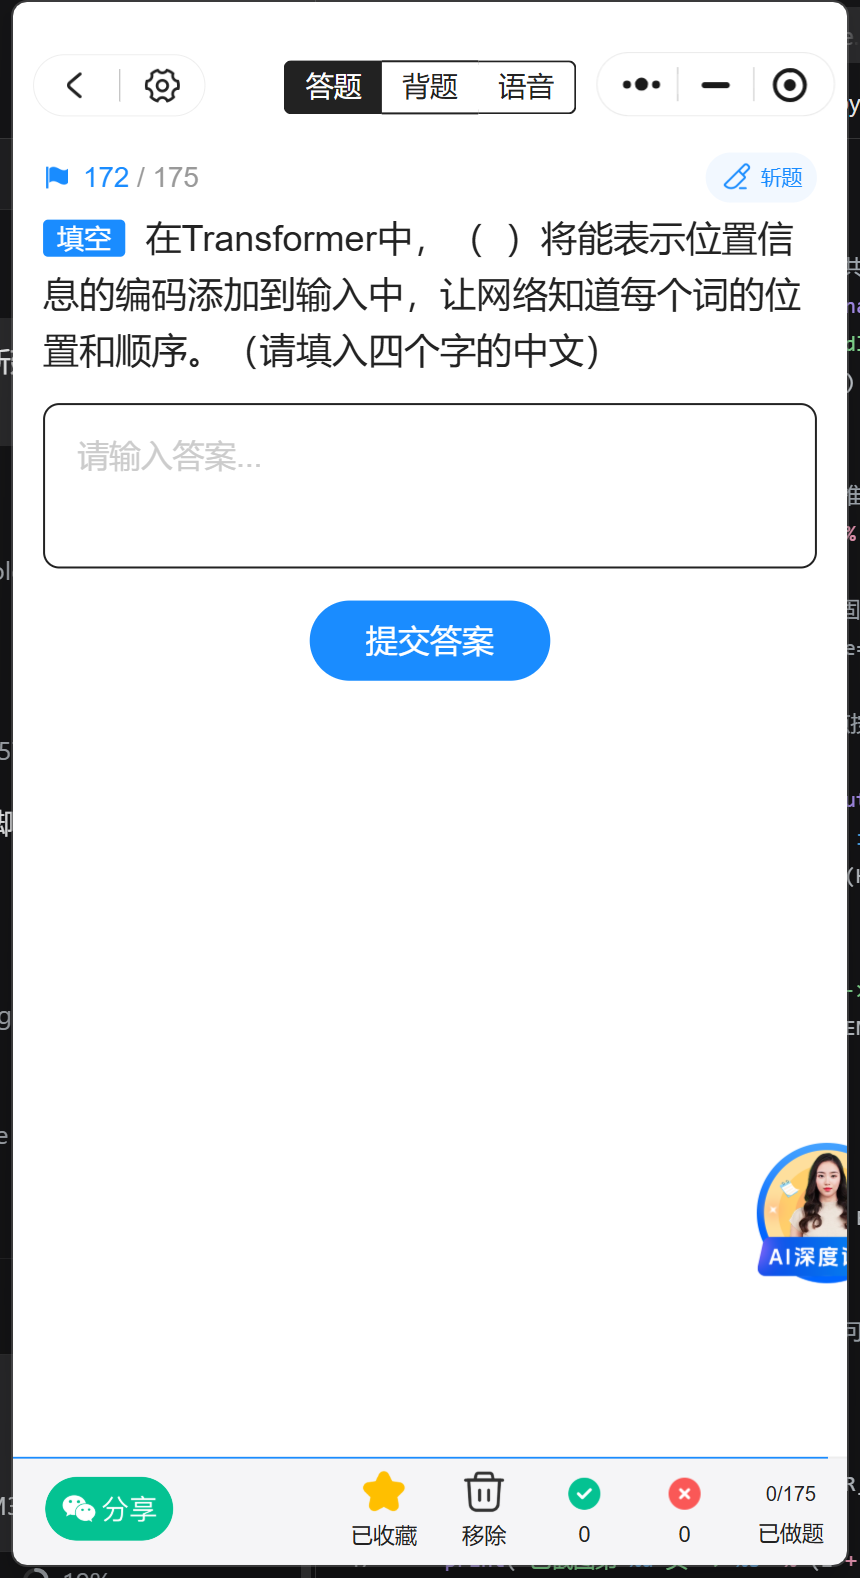 答题 背题 语音
172 / 175
斩题
填空 在Transformer中，（ ）将能表示位置信
息的编码添加到输入中，让网络知道每个词的位
置和顺序。（请填入四个字的中文）
请输入答案...
提交答案
AI深度
分享
已收藏
移除
0
0
0/175
已做题